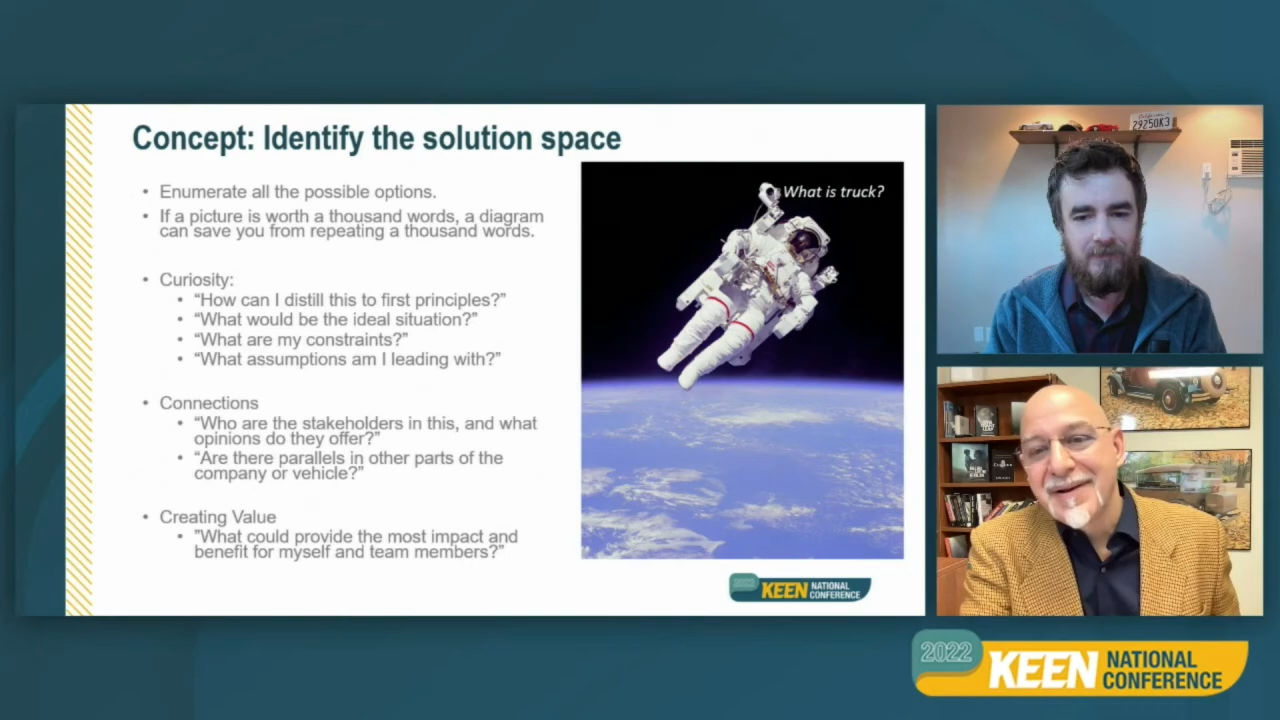 Concept: Identify the solution space
• Enumerate all the possible options.
• If a picture is worth a thousand words, a diagram
can save you from repeating a thousand words.
• Curiosity:
• “How can I distill this to first principles?”
• “What would be the ideal situation?”
• “What are my constraints?”
• “What assumptions am I leading with?”
• Connections
• “Who are the stakeholders in this, and what
opinions do they offer?”
• “Are there parallels in other parts of the
company or vehicle?”
• Creating Value
• ”What could provide the most impact and
benefit for myself and team members?”
What is truck?
2022 KEEN NATIONAL
CONFERENCE
29250K3
2022 KEEN NATIONAL
CONFERENCE